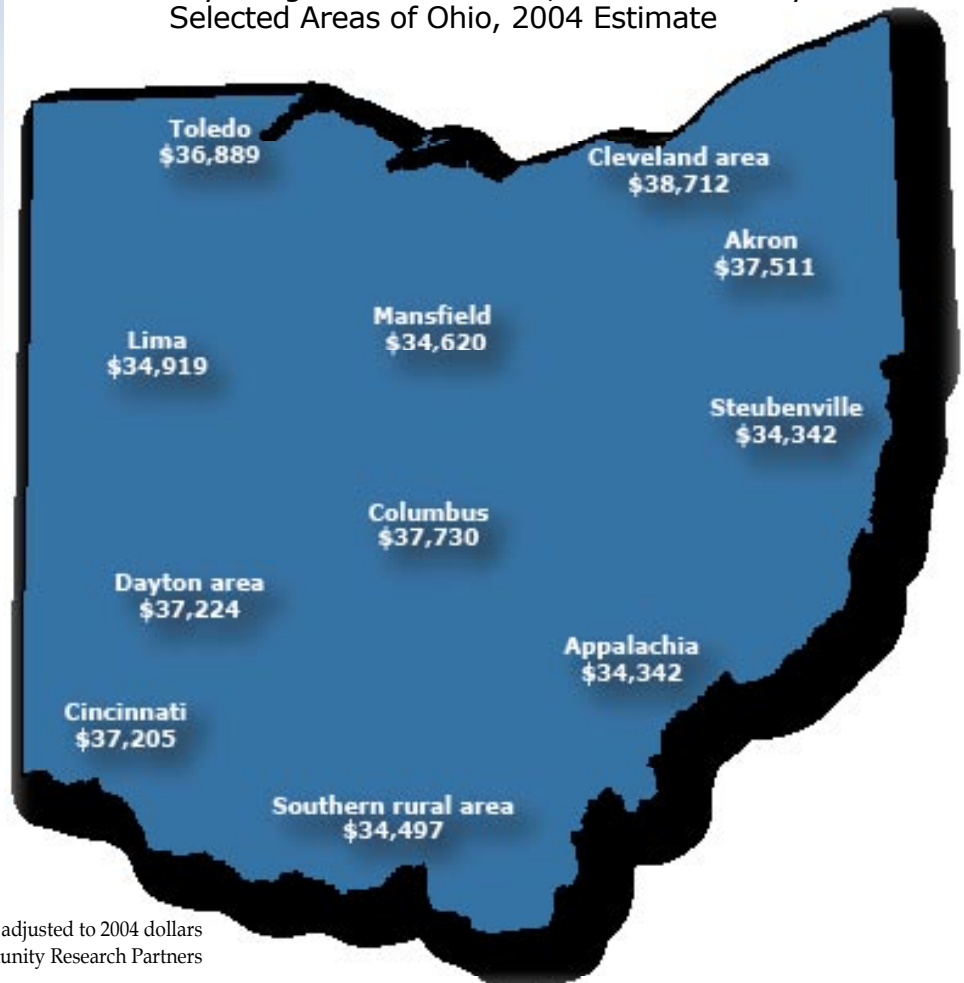 Selected Areas of Ohio, 2004 Estimate
Toledo
$36,889
Cleveland area
$38,712
Akron
$37,511
Mansfield
$34,620
Lima
$34,919
Steubenville
$34,342
Columbus
$37,730
Dayton area
$37,224
Appalachia
$34,342
Cincinnati
$37,205
Southern rural area
$34,497
adjusted to 2004 dollars
unity Research Partners